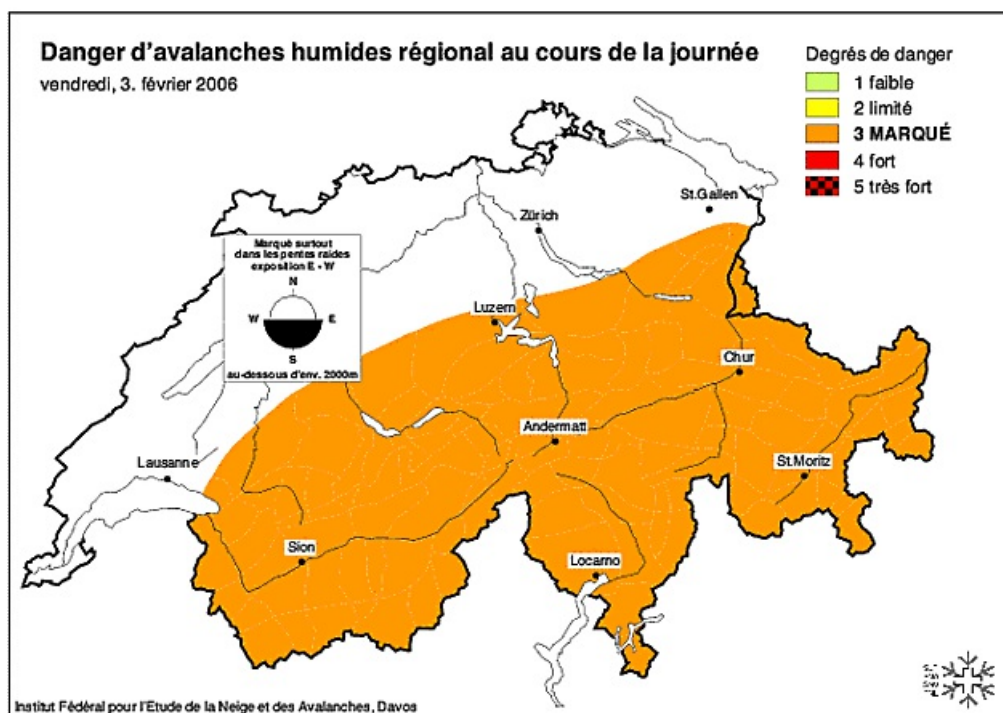 Danger d'avalanches humides régional au cours de la journée
vendredi, 3. février 2006
Degrés de danger
1 faible
2 limité
3 MARQUÉ
4 fort
5 très fort
St.Gallen
Zürich
Marqué surtout
dans les pentes raides
exposition E - W
N
W E
S
au-dessous d'env. 2000m
Luzern
Chur
Andermatt
Lausanne
St.Moritz
Sion
Locarno
Institut Fédéral pour l'Etude de la Neige et des Avalanches, Davos